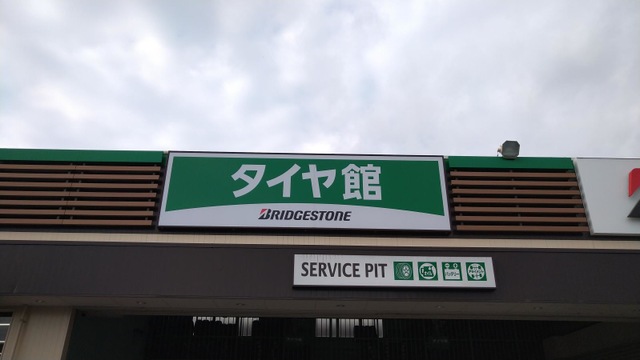 タイヤ館
BRIDGESTONE
SERVICE PIT